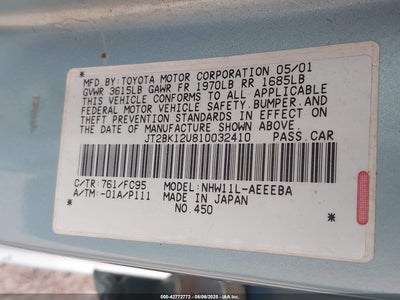 MFD.BY:TOYOTA MOTOR CORPORATION 05/01
GVWR 3615LB GAWR FR 1970LB RR 1685LB
THIS VEHICLE CONFORMS TO ALL APPLICABLE
FEDERAL MOTOR VEHICLE SAFETY,BUMPER,AND
THEFT PREVENTION STANDARDS IN EFFECT ON
THE DATE OF MANUFACTURE SHOWN ABOVE.
JT2BK12U810032410 PASS.CAR
C/TR:761/FC95 MODEL:NHW11L-AEEEBA
A/TM:-01A/P111 MADE IN JAPAN
NO.450
000-42772772 - 08/06/2025 - IAA Holdings, LLC